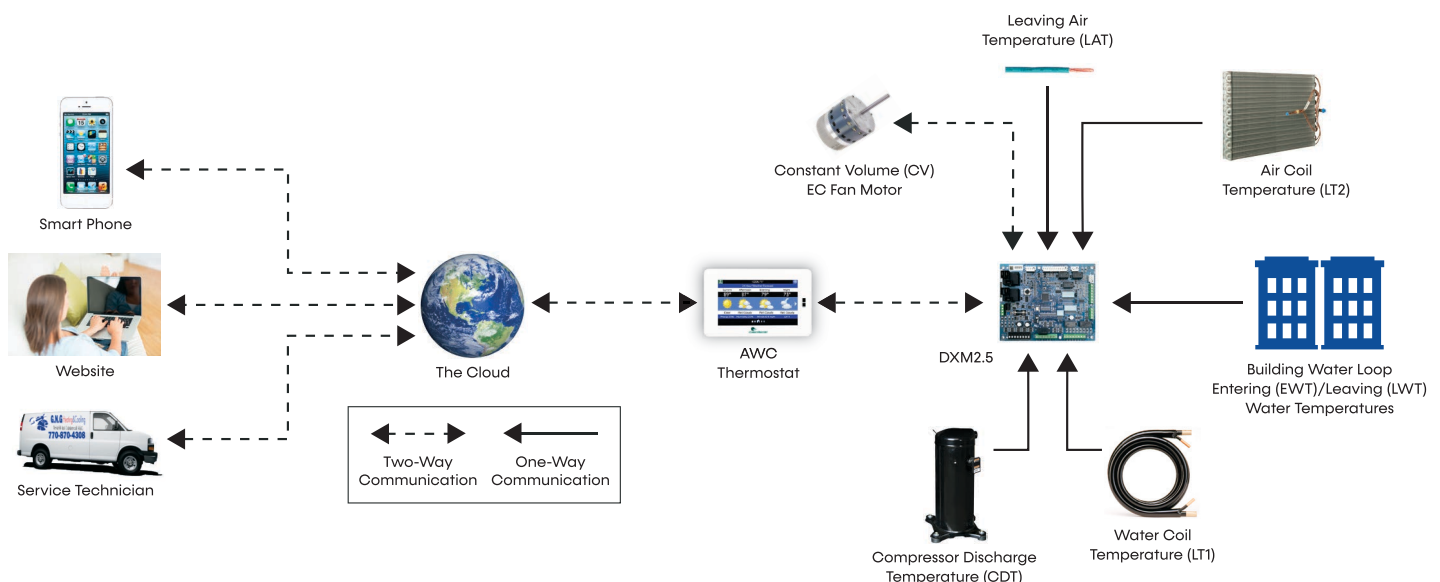 Leaving Air
Temperature (LAT)
Constant Volume (CV)
EC Fan Motor
Air Coil
Temperature (LT2)
Smart Phone
Website
The Cloud
AWC
Thermostat
DXM2.5
Building Water Loop
Entering (EWT)/Leaving (LWT)
Water Temperatures
Two-Way
Communication
One-Way
Communication
G.N.G Heating & Cooling
770-870-4308
Service Technician
Compressor Discharge
Temperature (CDT)
Water Coil
Temperature (LT1)